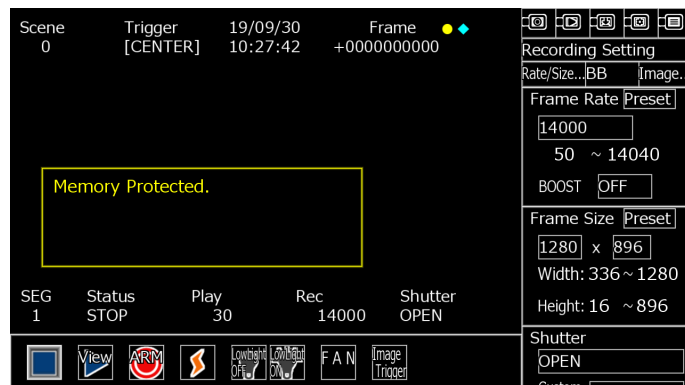 Scene Trigger 19/09/30 Frame
0 [CENTER] 10:27:42 +0000000000
Memory Protected.
SEG Status Play Rec Shutter
1 STOP 30 14000 OPEN
View ARM Lowlight OFF Lowlight ON FAN Image Trigger
Recording Setting
Rate/Size... BB Image..
Frame Rate Preset
14000
50 ~ 14040
BOOST OFF
Frame Size Preset
1280 x 896
Width: 336 ~ 1280
Height: 16 ~ 896
Shutter
OPEN